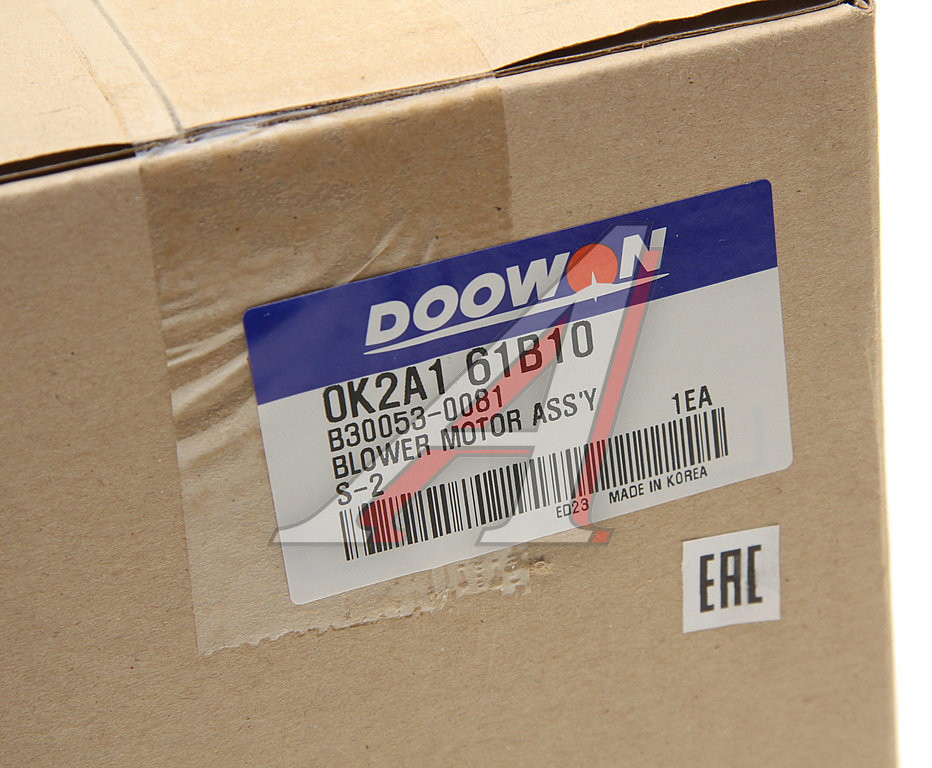 DOOWON
0K2A1 61B10
B30053-0081
BLOWER MOTOR ASS'Y
1EA
S-2
ED23
MADE IN KOREA
EAC